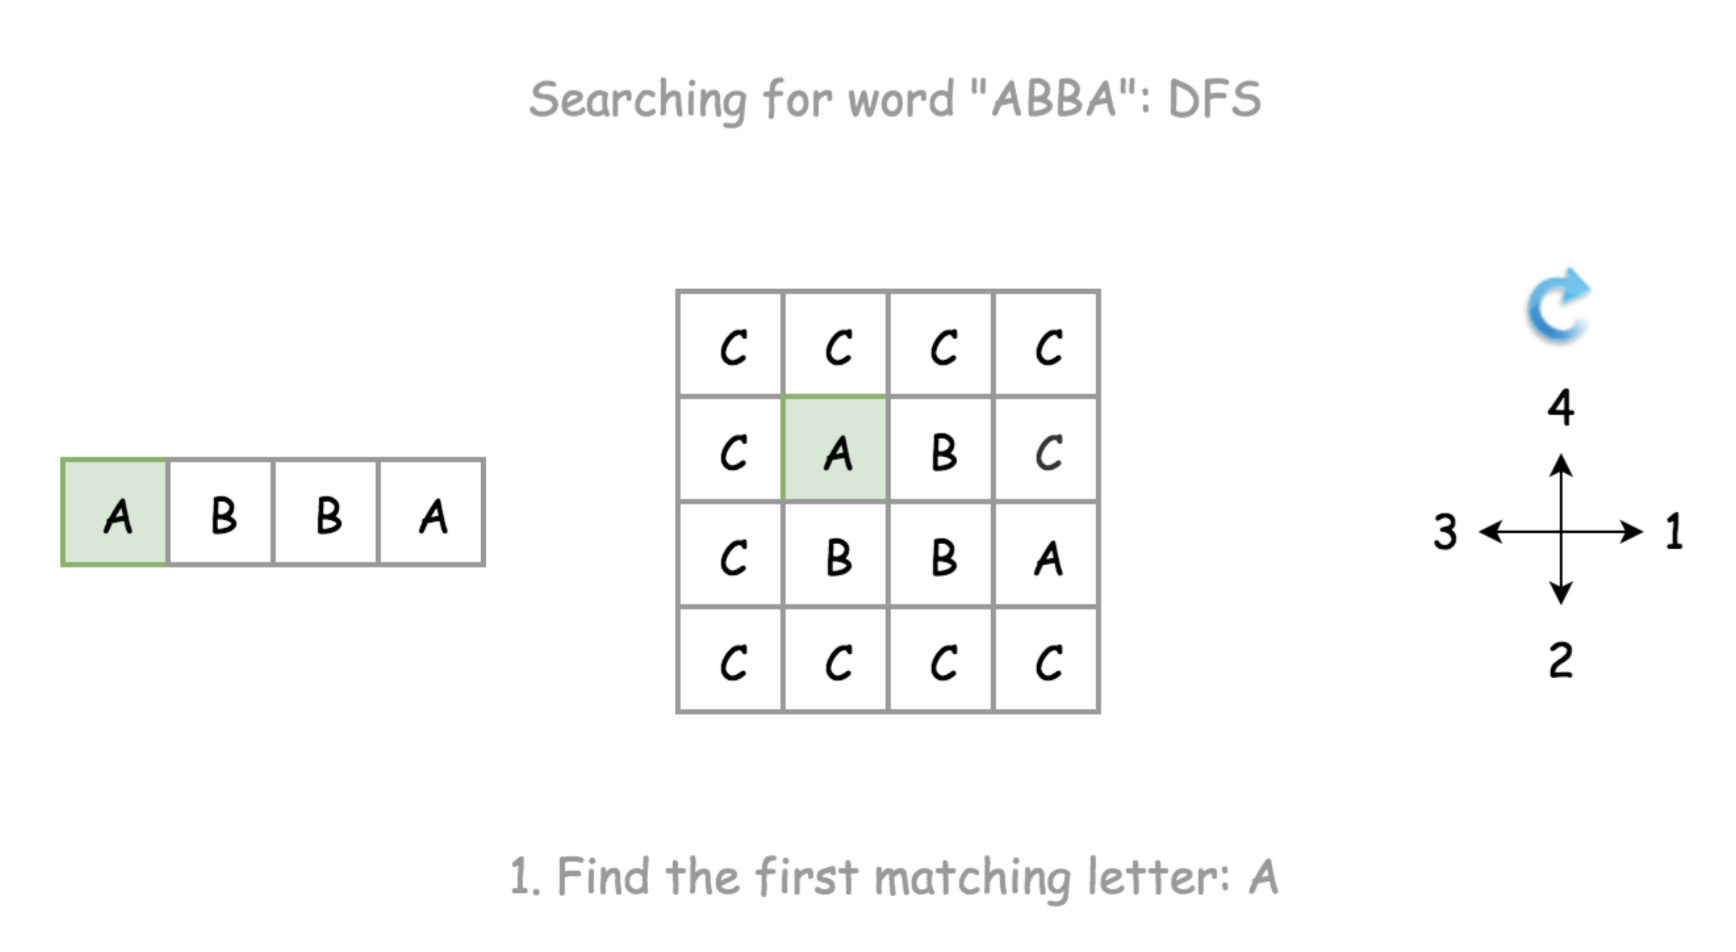 Searching for word "ABBA": DFS
A B B A
C C C C
C A B C
C B B A
C C C C
4
3 1
2
1. Find the first matching letter: A